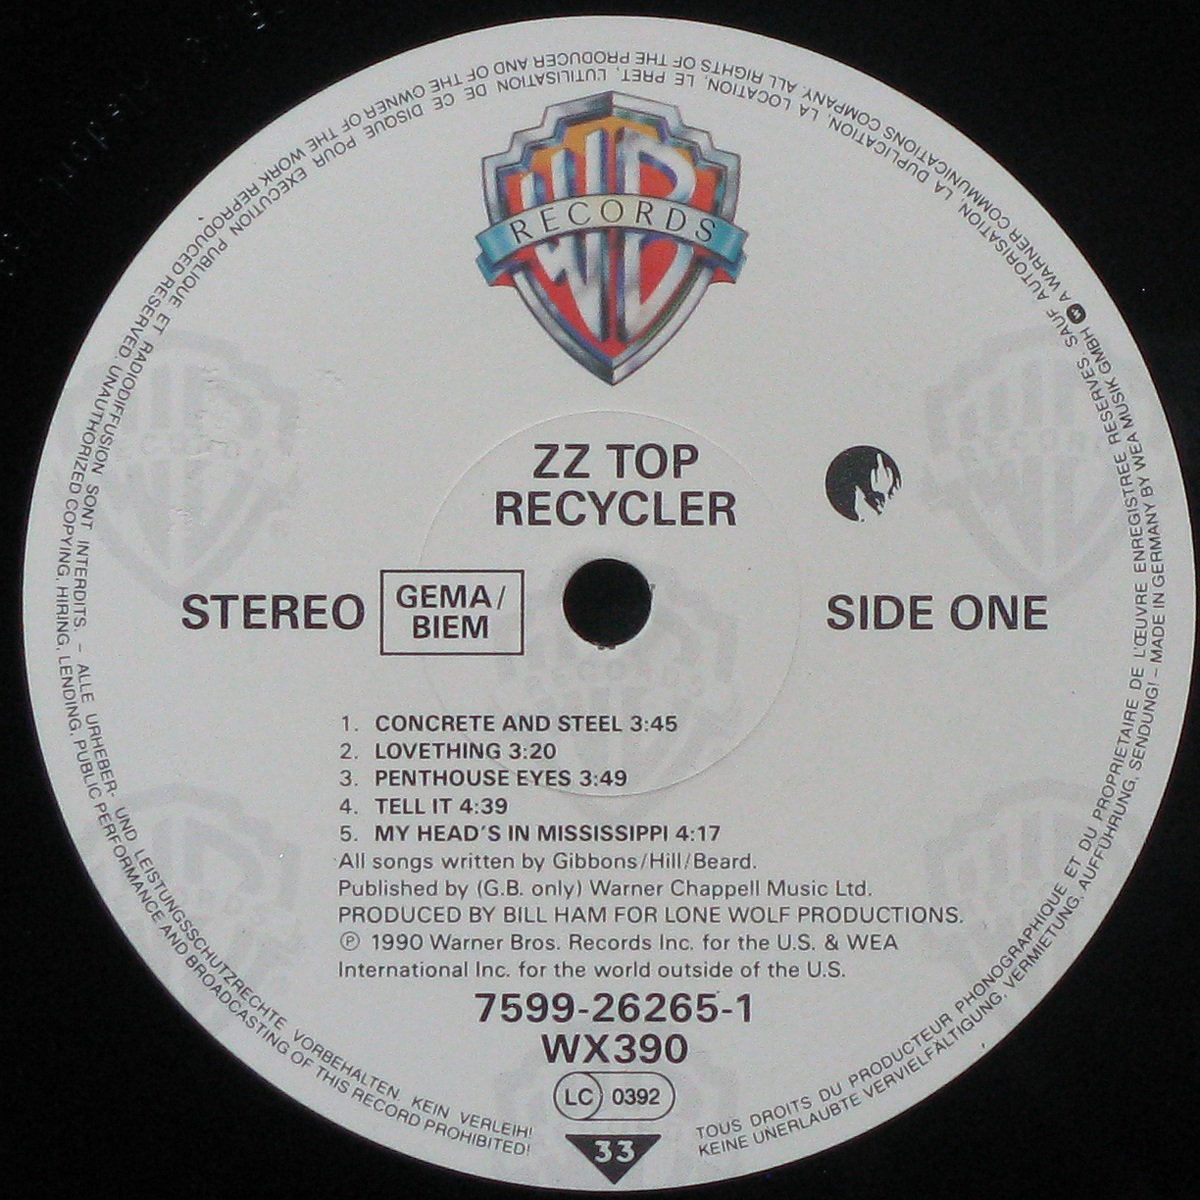 WB
RECORDS
ZZ TOP
RECYCLER
STEREO
GEMA/
BIEM
SIDE ONE
1. CONCRETE AND STEEL 3:45
2. LOVETHING 3:20
3. PENTHOUSE EYES 3:49
4. TELL IT 4:39
5. MY HEAD'S IN MISSISSIPPI 4:17
All songs written by Gibbons/Hill/Beard.
Published by (G.B. only) Warner Chappell Music Ltd.
PRODUCED BY BILL HAM FOR LONE WOLF PRODUCTIONS.
℗ 1990 Warner Bros. Records Inc. for the U.S. & WEA
International Inc. for the world outside of the U.S.
7599-26265-1
WX390
LC 0392
33
TOUS DROITS DU PRODUCTEUR PHONOGRAPHIQUE ET DU PROPRIETAIRE DE L'ŒUVRE ENREGISTREE RESERVES. SAUF AUTORISATION, LA DUPLICATION, LA LOCATION, LE PRET, L'UTILISATION DE CE DISQUE POUR EXECUTION PUBLIQUE ET RADIODIFFUSION SONT INTERDITS. – ALLE URHEBER- UND LEISTUNGSSCHUTZRECHTE VORBEHALTEN. KEIN VERLEIH!
KEINE UNERLAUBTE VERVIELFÄLTIGUNG, VERMIETUNG, AUFFÜHRUNG, SENDUNG! – MADE IN GERMANY BY WEA MUSIK GMBH A WARNER COMMUNICATIONS COMPANY. ALL RIGHTS OF THE PRODUCER AND OF THE OWNER OF THE WORK REPRODUCED RESERVED. UNAUTHORIZED COPYING, HIRING, LENDING, PUBLIC PERFORMANCE AND BROADCASTING OF THIS RECORD PROHIBITED!